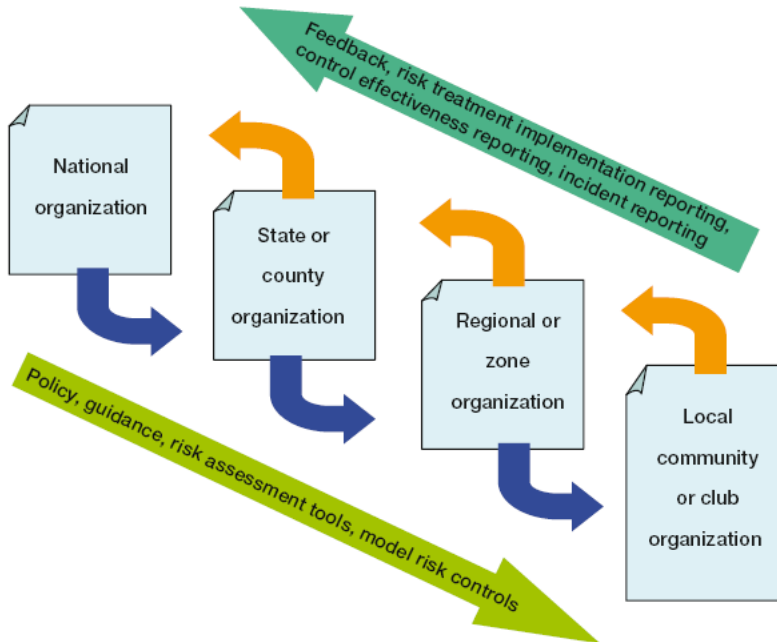 Feedback, risk treatment implementation reporting,
control effectiveness reporting, incident reporting
National
organization
State or
county
organization
Regional or
zone
organization
Local
community
or club
organization
Policy, guidance, risk assessment tools, model risk controls